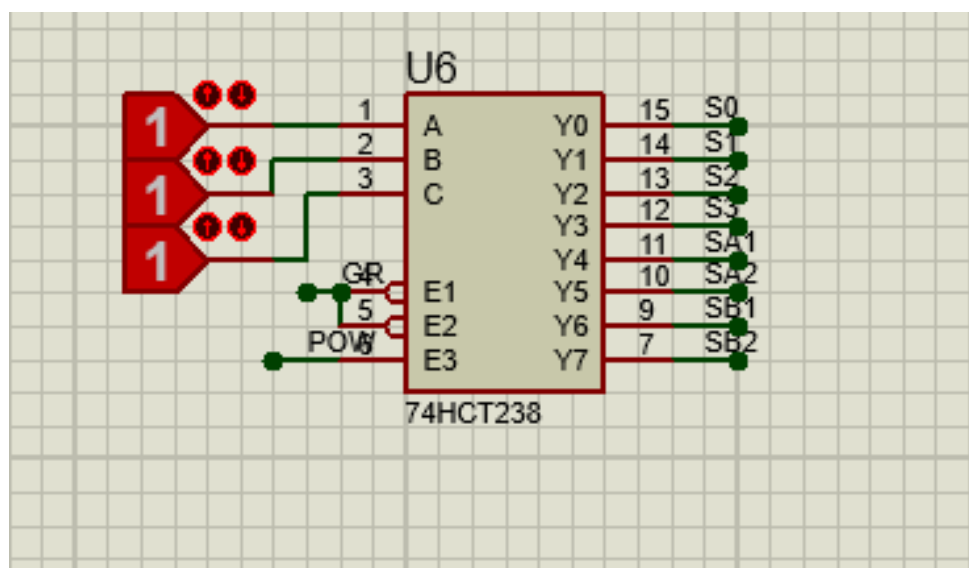 U6
1 1 A Y0 15 S0
1 2 B Y1 14 S1
1 3 C Y2 13 S2
Y3 12 S3
Y4 11 SA1
GR 4 E1 Y5 10 SA2
5 E2 Y6 9 SB1
POW 6 E3 Y7 7 SB2
74HCT238